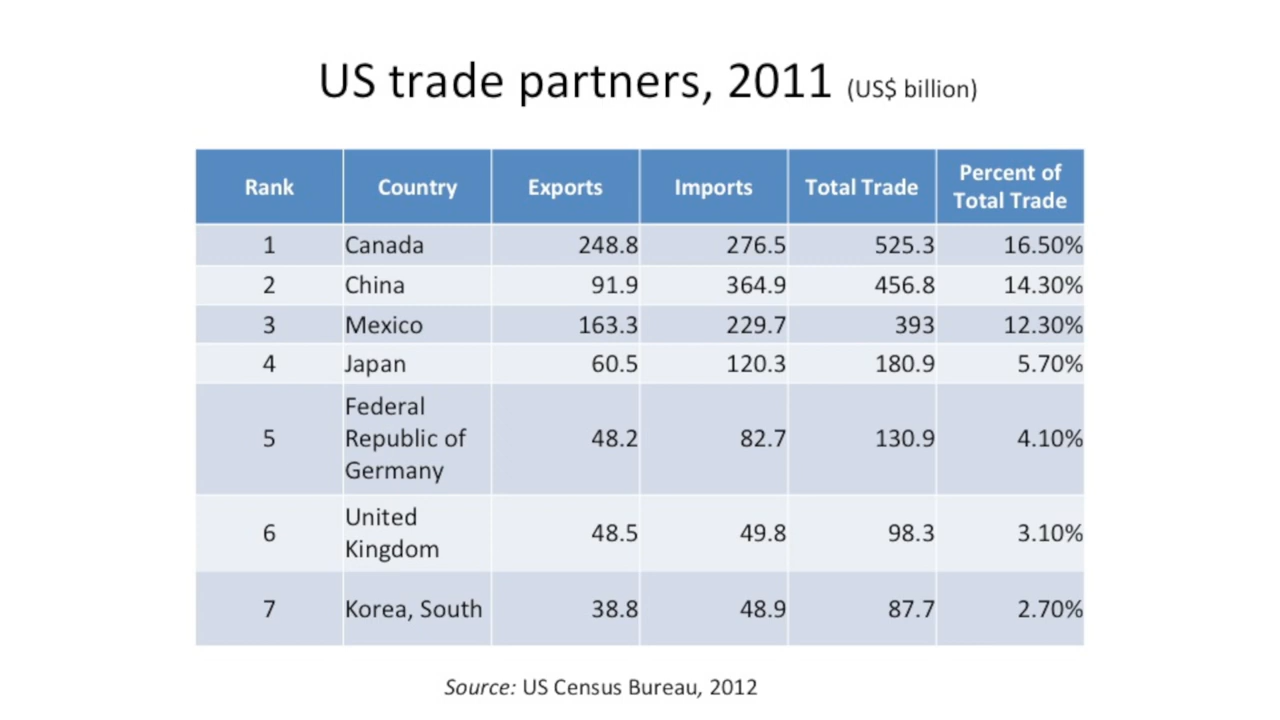 US trade partners, 2011 (US$ billion)
Rank Country Exports Imports Total Trade Percent of Total Trade
1 Canada 248.8 276.5 525.3 16.50%
2 China 91.9 364.9 456.8 14.30%
3 Mexico 163.3 229.7 393 12.30%
4 Japan 60.5 120.3 180.9 5.70%
5 Federal Republic of Germany 48.2 82.7 130.9 4.10%
6 United Kingdom 48.5 49.8 98.3 3.10%
7 Korea, South 38.8 48.9 87.7 2.70%
Source: US Census Bureau, 2012